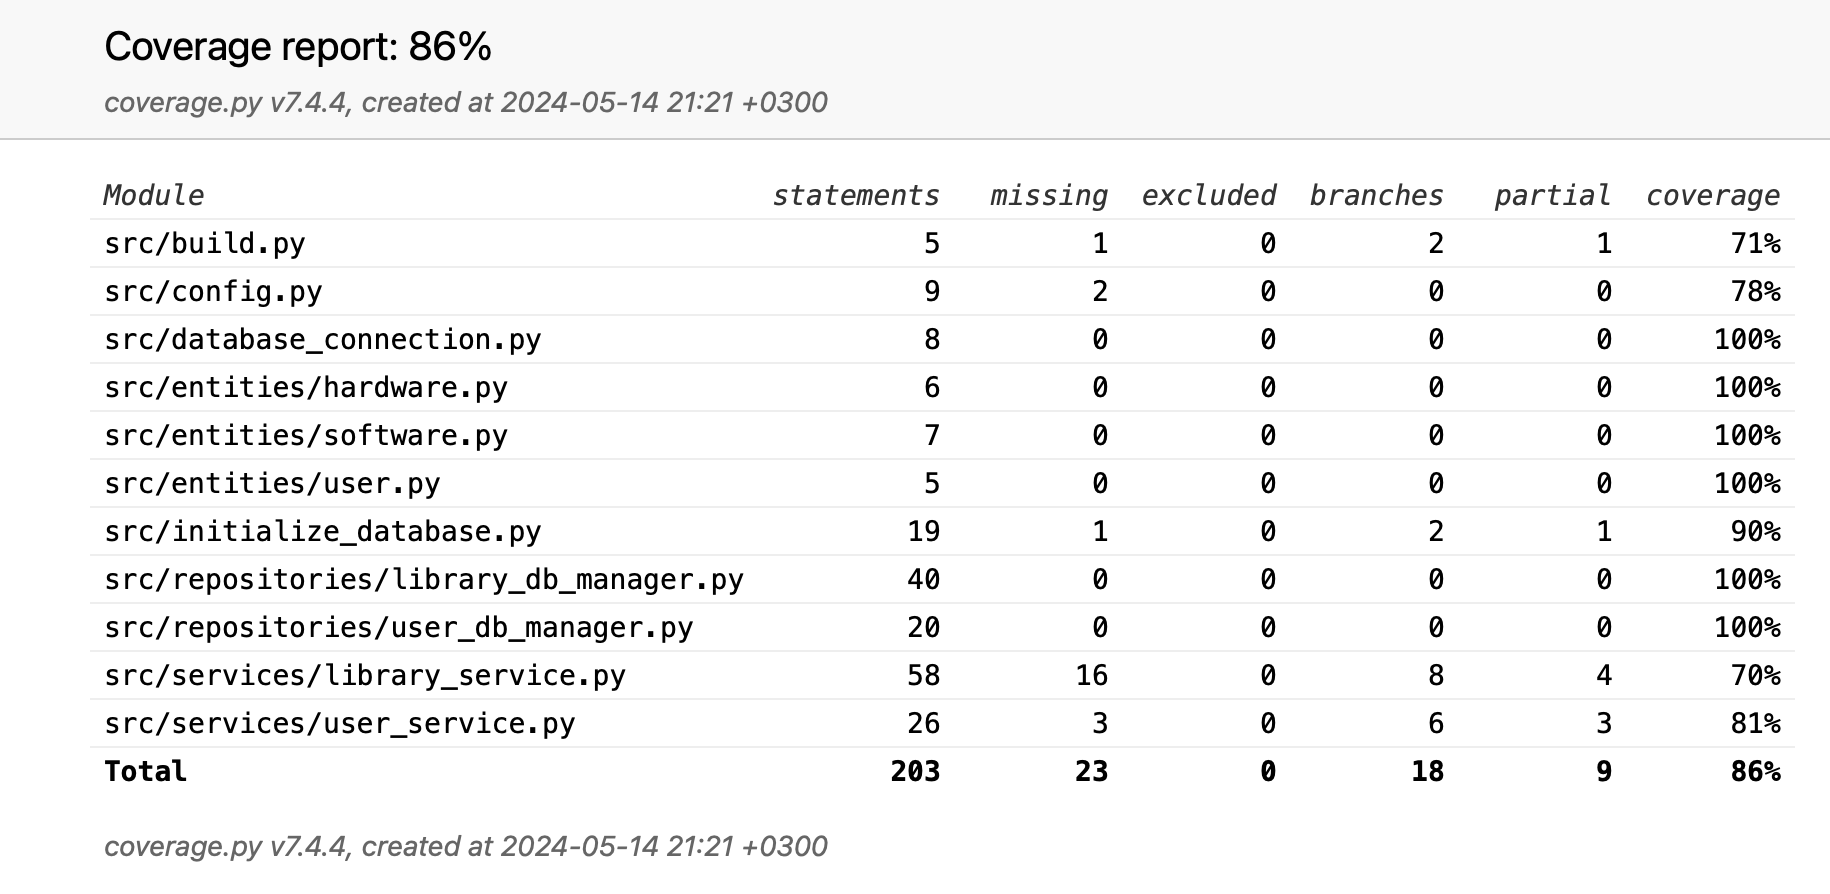 Coverage report: 86%
coverage.py v7.4.4, created at 2024-05-14 21:21 +0300
Module statements missing excluded branches partial coverage
src/build.py 5 1 0 2 1 71%
src/config.py 9 2 0 0 0 78%
src/database_connection.py 8 0 0 0 0 100%
src/entities/hardware.py 6 0 0 0 0 100%
src/entities/software.py 7 0 0 0 0 100%
src/entities/user.py 5 0 0 0 0 100%
src/initialize_database.py 19 1 0 2 1 90%
src/repositories/library_db_manager.py 40 0 0 0 0 100%
src/repositories/user_db_manager.py 20 0 0 0 0 100%
src/services/library_service.py 58 16 0 8 4 70%
src/services/user_service.py 26 3 0 6 3 81%
Total 203 23 0 18 9 86%
coverage.py v7.4.4, created at 2024-05-14 21:21 +0300